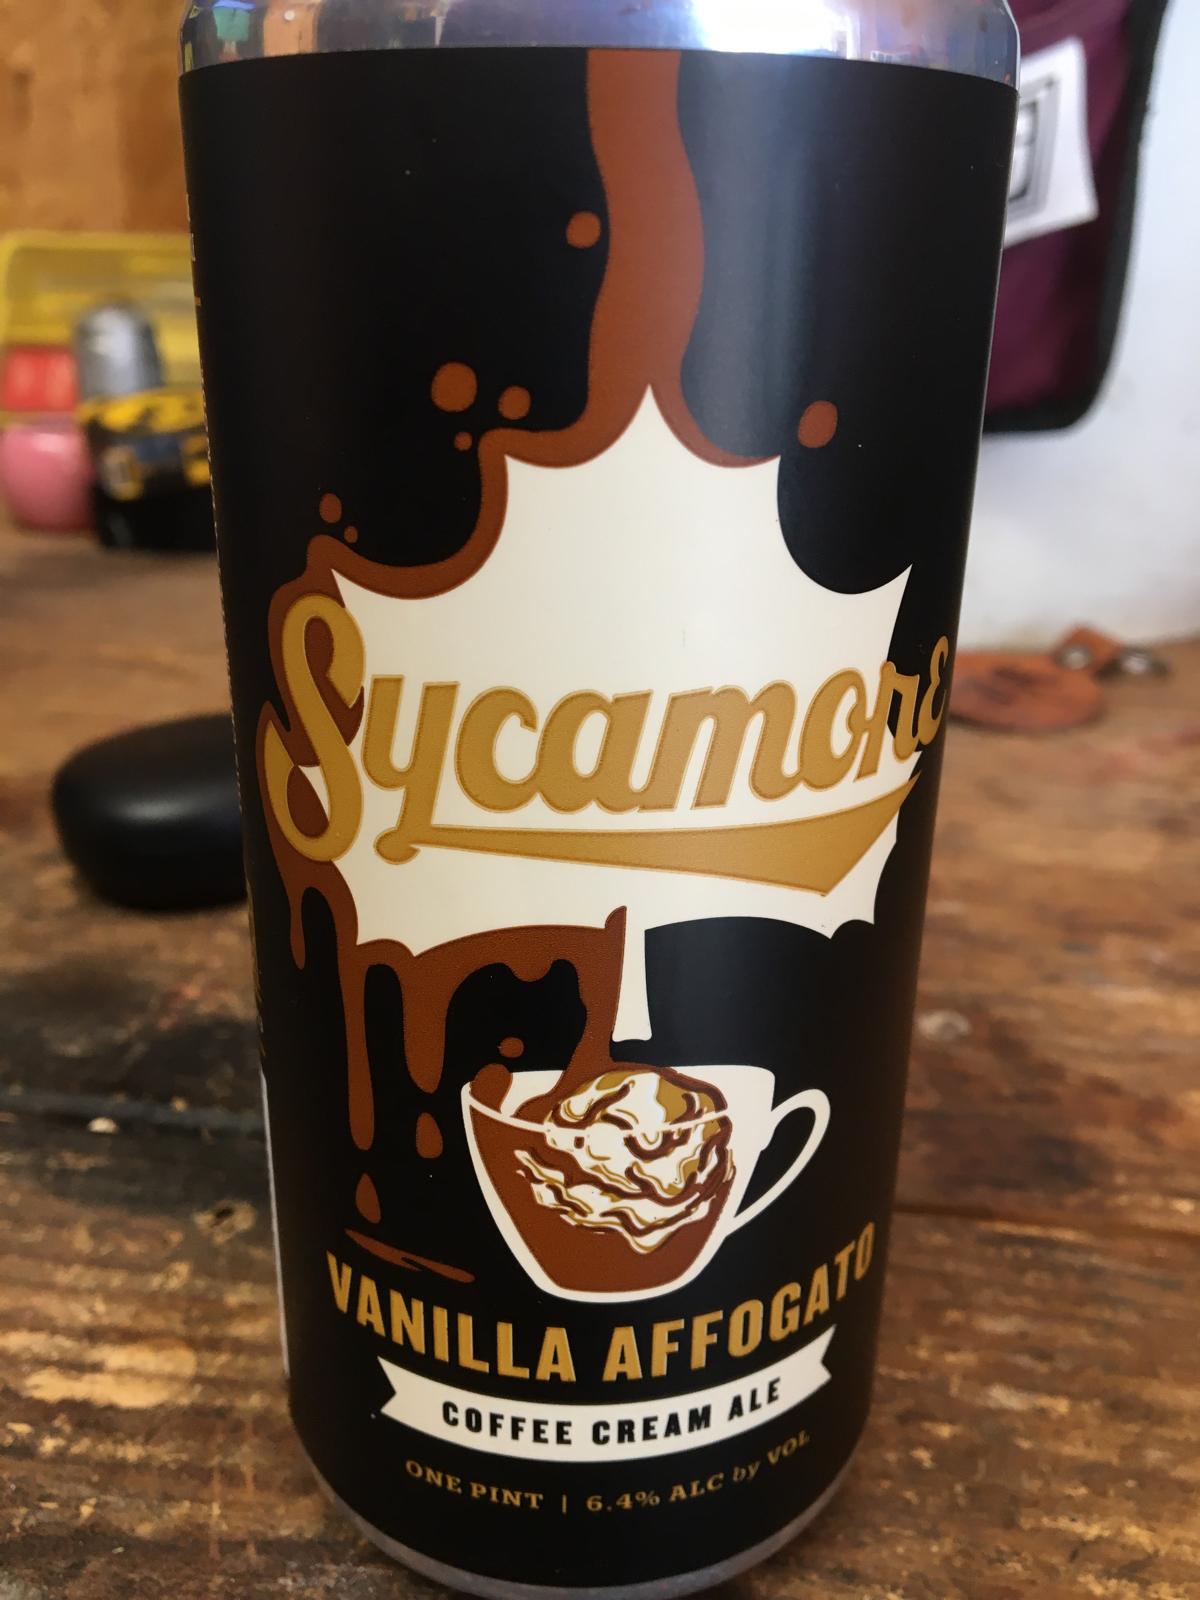 Sycamore
VANILLA AFFOGATO
COFFEE CREAM ALE
ONE PINT | 6.4% ALC by VOL